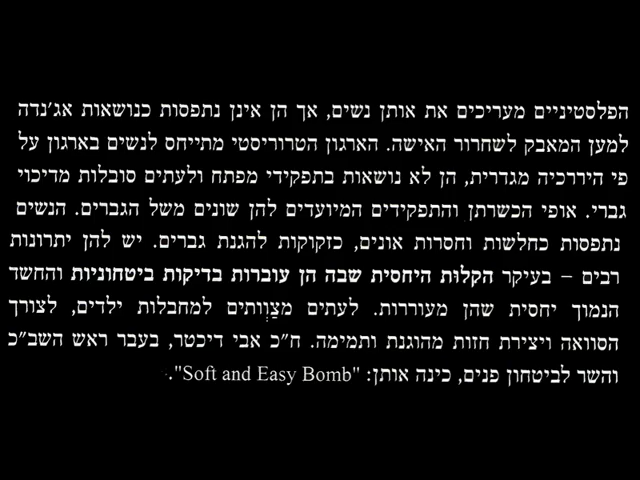 הפלסטיניים מעריכים את אותן נשים, אך הן אינן נתפסות כנושאות אג'נדה
למען המאבק לשחרור האישה. הארגון הטרוריסטי מתייחס לנשים בארגון על
פי היררכיה מגדרית, הן לא נושאות בתפקידי מפתח ולעתים סובלות מדיכוי
גברי. אופי הכשרתן והתפקידים המיועדים להן שונים משל הגברים. הנשים
נתפסות כחלשות וחסרות אונים, כזקוקות להגנת גברים. יש להן יתרונות
רבים – בעיקר הקלוּת היחסית שבה הן עוברות בדיקות ביטחוניות והחשד
הנמוך יחסית שהן מעוררות. לעתים מצַוְותים למחבלות ילדים, לצורך
הסוואה ויצירת חזות מהוגנת ותמימה. ח"כ אבי דיכטר, בעבר ראש השב"כ
והשר לביטחון פנים, כינה אותן: "Soft and Easy Bomb".